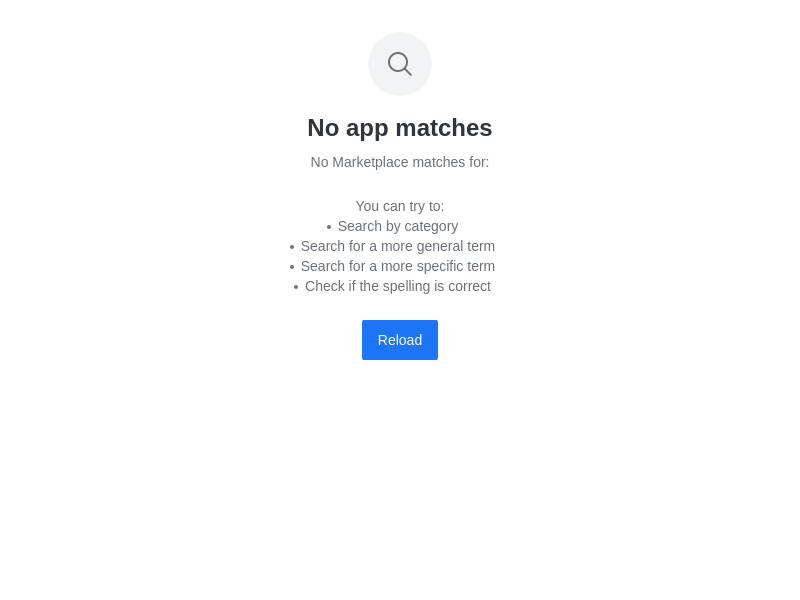 No app matches
No Marketplace matches for:
You can try to:
• Search by category
• Search for a more general term
• Search for a more specific term
• Check if the spelling is correct
Reload